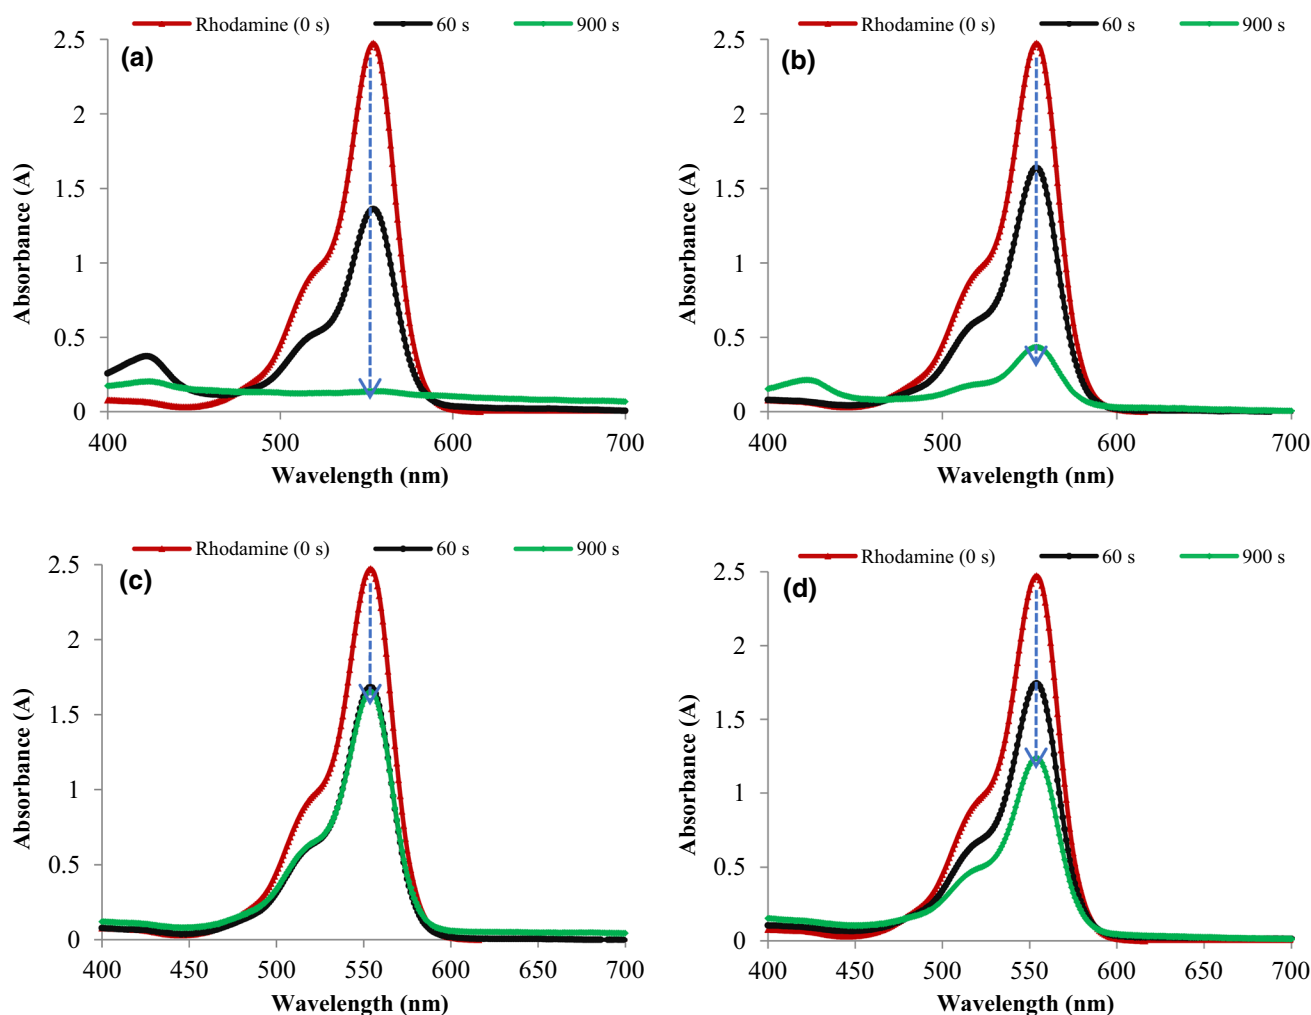 Rhodamine (0 s) 60 s 900 s
(a)
Absorbance (A)
2.5
2
1.5
1
0.5
0
400 500 600 700
Wavelength (nm)
Rhodamine (0 s) 60 s 900 s
(b)
Absorbance (A)
2.5
2
1.5
1
0.5
0
400 500 600 700
Wavelength (nm)
Rhodamine (0 s) 60 s 900 s
(c)
Absorbance (A)
2.5
2
1.5
1
0.5
0
400 450 500 550 600 650 700
Wavelength (nm)
Rhodamine (0 s) 60 s 900 s
(d)
Absorbance (A)
2.5
2
1.5
1
0.5
0
400 450 500 550 600 650 700
Wavelength (nm)